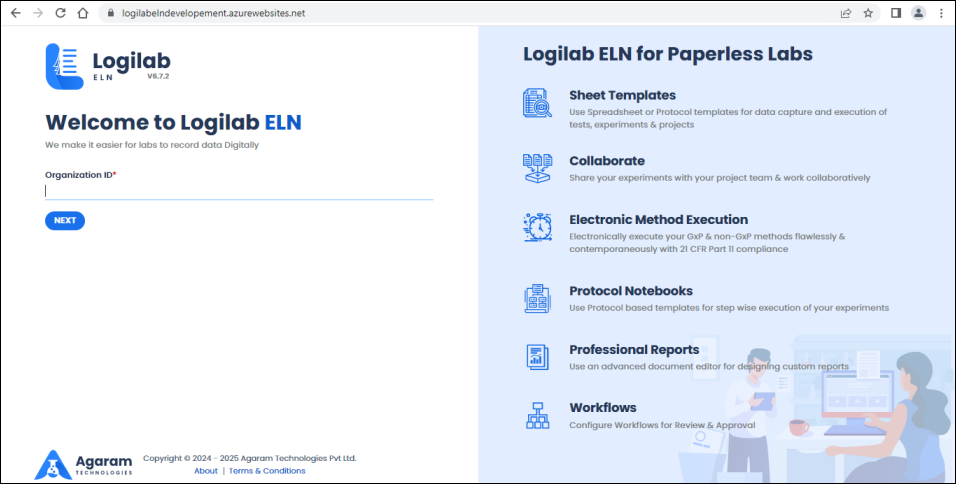 logilabelndevelopement.azurewebsites.net
Logilab
ELN
V6.7.2
Welcome to Logilab ELN
We make it easier for labs to record data Digitally
Organization ID*
NEXT
Agaram
TECHNOLOGIES
Copyright © 2024 - 2025 Agaram Technologies Pvt Ltd.
About | Terms & Conditions
Logilab ELN for Paperless Labs
Sheet Templates
Use Spreadsheet or Protocol templates for data capture and execution of
tests, experiments & projects
Collaborate
Share your experiments with your project team & work collaboratively
Electronic Method Execution
Electronically execute your GxP & non-GxP methods flawlessly &
contemporaneously with 21 CFR Part 11 compliance
Protocol Notebooks
Use Protocol based templates for step wise execution of your experiments
Professional Reports
Use an advanced document editor for designing custom reports
Workflows
Configure Workflows for Review & Approval